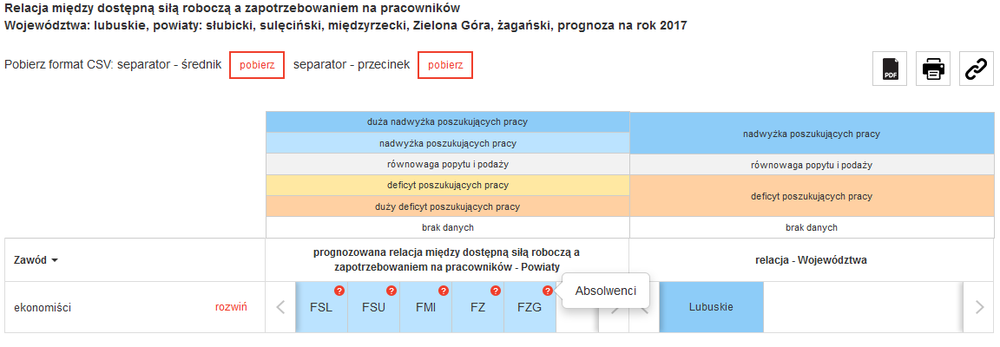 Relacja między dostępną siłą roboczą a zapotrzebowaniem na pracowników
Województwa: lubuskie, powiaty: słubicki, sulęciński, międzyrzecki, Zielona Góra, żagański, prognoza na rok 2017
Pobierz format CSV: separator - średnik pobierz separator - przecinek pobierz
PDF
duża nadwyżka poszukujących pracy
nadwyżka poszukujących pracy
równowaga popytu i podaży
deficyt poszukujących pracy
duży deficyt poszukujących pracy
brak danych
nadwyżka poszukujących pracy
równowaga popytu i podaży
deficyt poszukujących pracy
brak danych
Zawód
prognozowana relacja między dostępną siłą roboczą a
zapotrzebowaniem na pracowników - Powiaty
relacja - Województwa
ekonomiści rozwiń
FSL ? FSU ? FMI ? FZ ? FZG ?
Absolwenci
Lubuskie